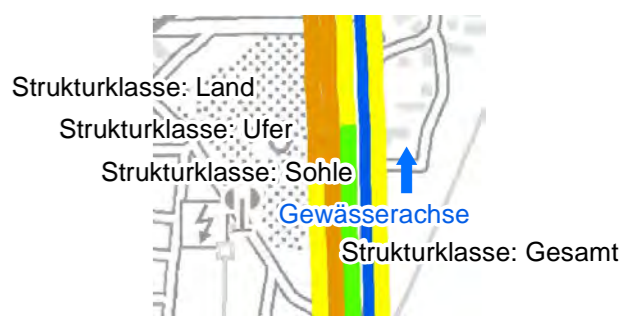 Strukturklasse: Land
Strukturklasse: Ufer
Strukturklasse: Sohle
Gewässerachse
Strukturklasse: Gesamt